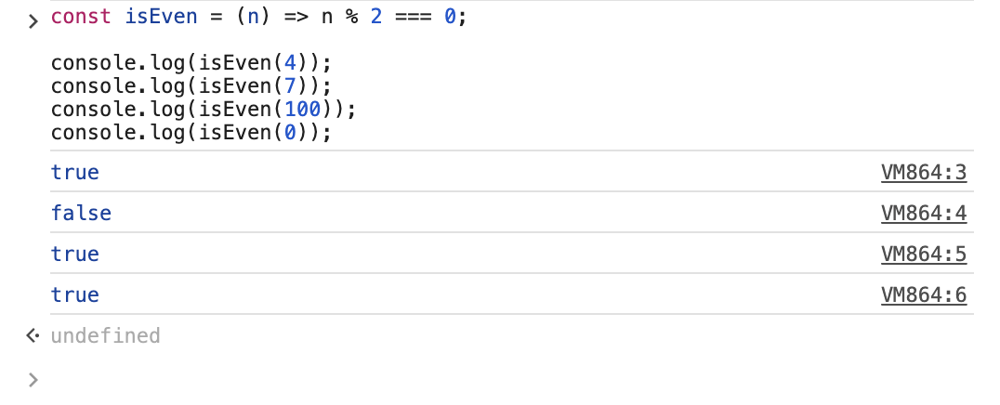 const isEven = (n) => n % 2 === 0;
console.log(isEven(4));
console.log(isEven(7));
console.log(isEven(100));
console.log(isEven(0));
true VM864:3
false VM864:4
true VM864:5
true VM864:6
undefined